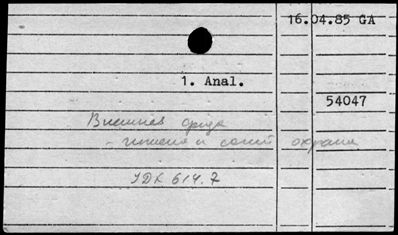 16.04.85 GA
1. Anal.
54047
Внешняя среда
- гигиена и санит охрана
УДК 614.7